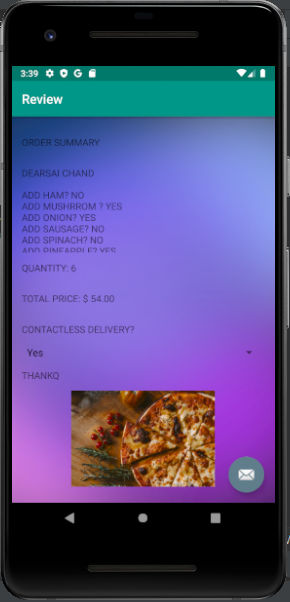 3:39
Review
ORDER SUMMARY
DEARSAI CHAND
ADD HAM? NO
ADD MUSHRROM ? YES
ADD ONION? YES
ADD SAUSAGE? NO
ADD SPINACH? NO
ADD PINEAPPLE? YES
QUANTITY: 6
TOTAL PRICE: $ 54.00
CONTACTLESS DELIVERY?
Yes
THANKQ